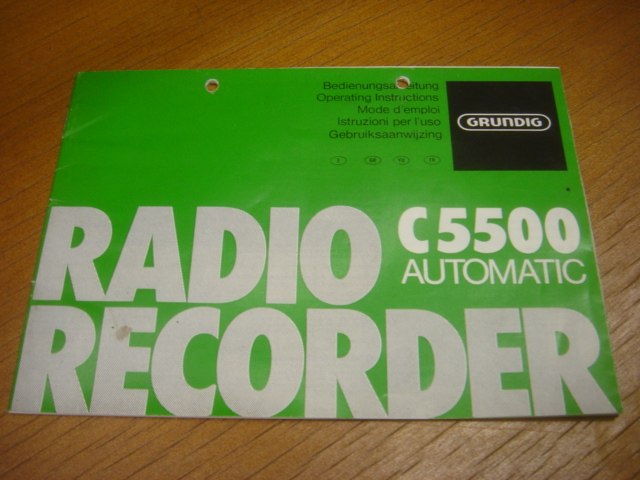 Bedienungsanleitung
Operating Instructions
Mode d'emploi
Istruzioni per l'uso
Gebruiksaanwijzing
GRUNDIG
C5500
AUTOMATIC
RADIO
RECORDER